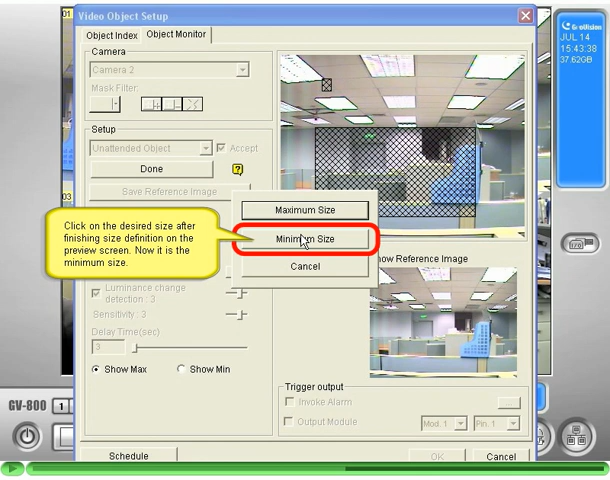 01
Video Object Setup
Object Index
Object Monitor
GeoVision
JUL 14
15:43:38
37.62GB
Camera
Camera 2
Mask Filter:
Setup
Unattended Object
Accept
Done
?
Save Reference Image
03
Maximum Size
Minimum Size
Cancel
Click on the desired size after
finishing size definition on the
preview screen. Now it is the
minimum size.
Show Reference Image
Luminance change
detection : 3
Sensitivity : 3
Delay Time(sec)
3
Show Max
Show Min
Trigger output
Invoke Alarm
...
Output Module
Mod. 1
Pin. 1
GV-800
1
Schedule
OK
Cancel